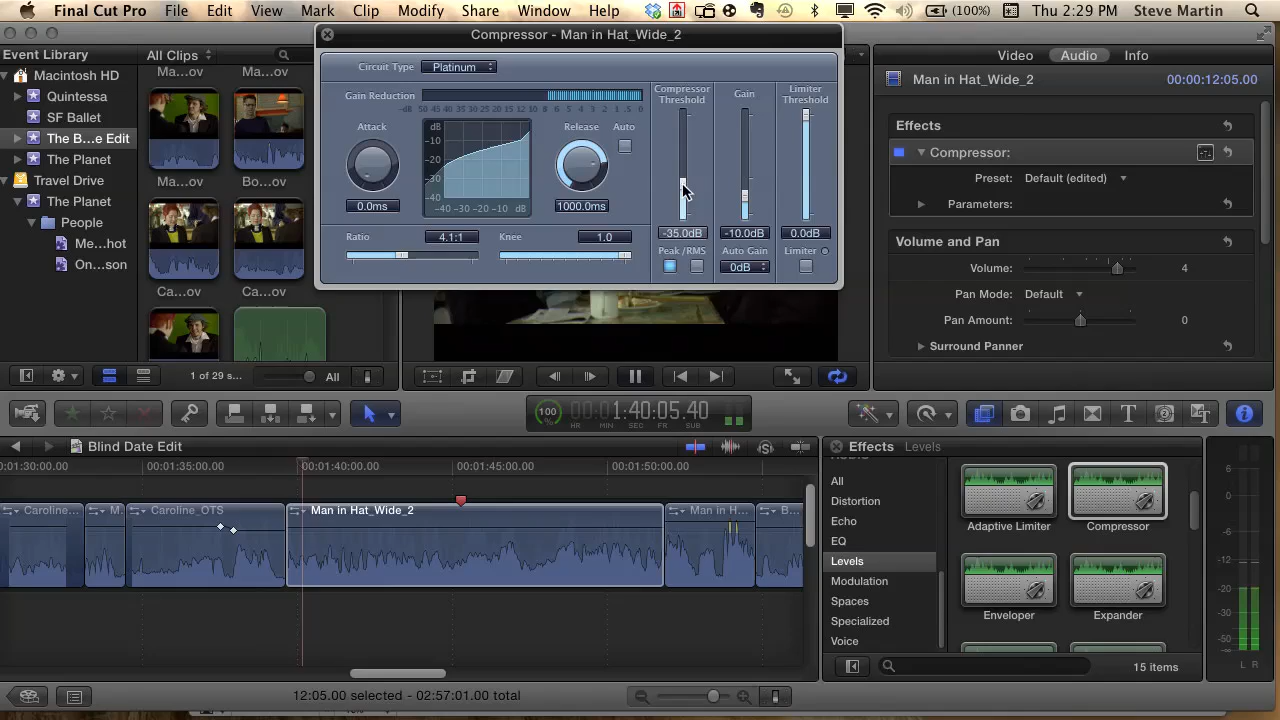 Final Cut Pro File Edit View Mark Clip Modify Share Window Help (100%) Thu 2:29 PM Steve Martin
Compressor - Man in Hat_Wide_2
Event Library
All Clips
Video Audio Info
Macintosh HD
Quintessa
SF Ballet
The B...e Edit
The Planet
Travel Drive
The Planet
People
Me...hot
On...son
Ma...ov
Ma...ov
Ma...ov
Bo...ov
Ca...ov
Ca...ov
1 of 29 s...
All
Circuit Type Platinum
Gain Reduction
-dB 50 45 40 35 30 25 20 15 10 8 6 5 4 3 2 1.5 0
Attack
0.0ms
dB
-10
-20
-30
-40
-40 -30 -20 -10 dB
Release
Auto
1000.0ms
Ratio 4.1:1
Knee 1.0
Compressor Threshold
-35.0dB
Peak/RMS
Gain
-10.0dB
Auto Gain
0dB
Limiter Threshold
0.0dB
Limiter
Man in Hat_Wide_2 00:00:12:05.00
Effects
Compressor:
Preset: Default (edited)
Parameters:
Volume and Pan
Volume: 4
Pan Mode: Default
Pan Amount: 0
Surround Panner
100
%
00:01:40:05.40
HR MIN SEC FR SUB
Blind Date Edit
0:01:30:00.00 00:01:35:00.00 00:01:40:00.00 00:01:45:00.00 00:01:50:00.00
Caroline... M. Caroline_OTS Man in Hat_Wide_2 Man in H... B...
12:05.00 selected - 02:57:01.00 total
Effects Levels
All
Distortion
Echo
EQ
Levels
Modulation
Spaces
Specialized
Voice
Adaptive Limiter
Compressor
Enveloper
Expander
15 items
6
0
-6
-12
-20
-30
-50
L R